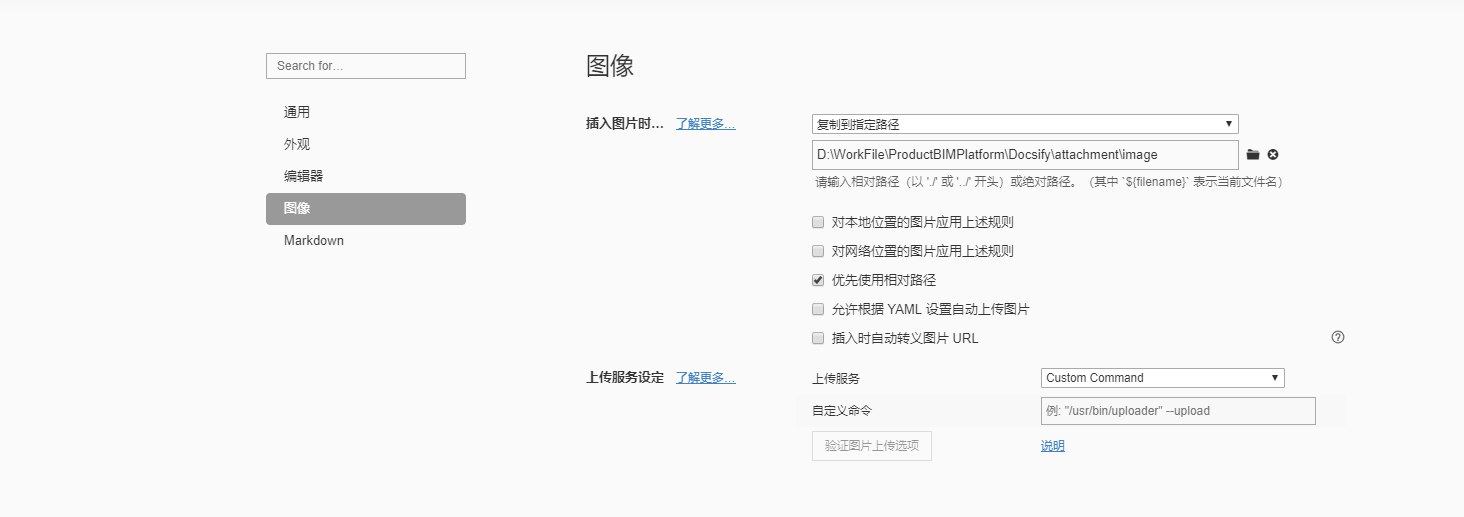 Search for...
通用
外观
编辑器
图像
Markdown
图像
插入图片时... 了解更多...
复制到指定路径
D:\WorkFile\ProductBIMPlatform\Docsify\attachment\image
请输入相对路径（以 './' 或 '../' 开头）或绝对路径。（其中 `${filename}` 表示当前文件名）
对本地位置的图片应用上述规则
对网络位置的图片应用上述规则
优先使用相对路径
允许根据 YAML 设置自动上传图片
插入时自动转义图片 URL
上传服务设定 了解更多...
上传服务 Custom Command
自定义命令 例: "/usr/bin/uploader" --upload
验证图片上传选项 说明